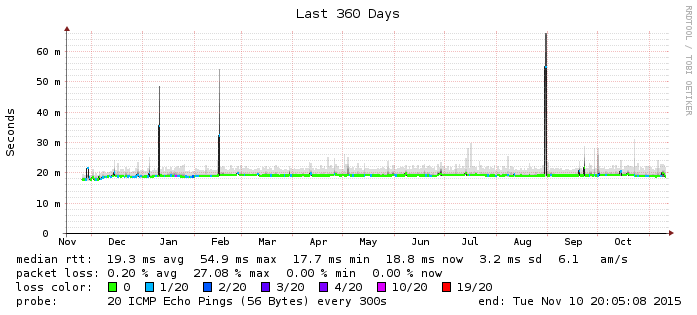 Last 360 Days
RRDTOOL / TOBI OETIKER
60 m
50 m
40 m
30 m
20 m
10 m
0
Seconds
Nov Dec Jan Feb Mar Apr May Jun Jul Aug Sep Oct
median rtt: 19.3 ms avg 54.9 ms max 17.7 ms min 18.8 ms now 3.2 ms sd 6.1 am/s
packet loss: 0.20 % avg 27.08 % max 0.00 % min 0.00 % now
loss color: 0 1/20 2/20 3/20 4/20 10/20 19/20
probe: 20 ICMP Echo Pings (56 Bytes) every 300s end: Tue Nov 10 20:05:08 2015